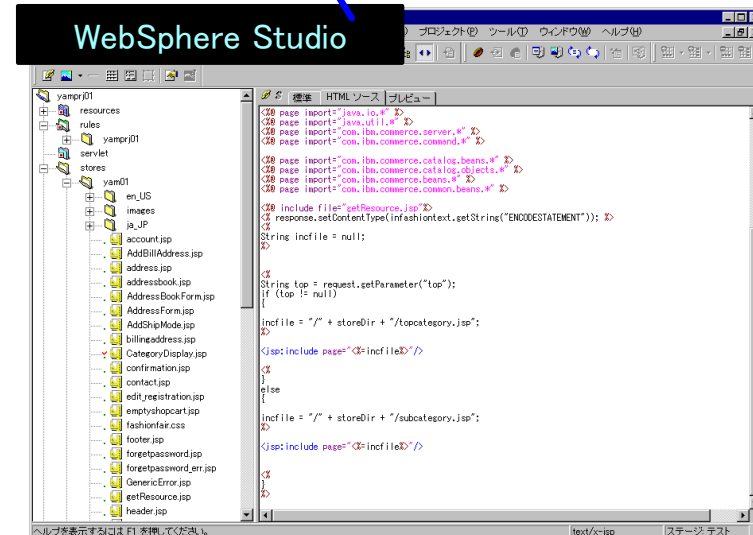 WebSphere Studio
プロジェクト(P) ツール(T) ウィンドウ(W) ヘルプ(H)
yamprj01
resources
rules
yamprj01
servlet
stores
yam01
en_US
images
ja_JP
account.jsp
AddBillAddress.jsp
address.jsp
addressbook.jsp
AddressBookForm.jsp
AddressForm.jsp
AddShipMode.jsp
billingaddress.jsp
CategoryDisplay.jsp
confirmation.jsp
contact.jsp
edit_registration.jsp
emptyshopcart.jsp
fashionfair.css
footer.jsp
forgetpassword.jsp
forgetpassword_err.jsp
GenericError.jsp
getResource.jsp
header.jsp
標準 HTML ソース プレビュー
<%@ page import="java.io.*" %>
<%@ page import="java.util.*" %>
<%@ page import="com.ibm.commerce.server.*" %>
<%@ page import="com.ibm.commerce.command.*" %>
<%@ page import="com.ibm.commerce.catalog.beans.*" %>
<%@ page import="com.ibm.commerce.catalog.objects.*" %>
<%@ page import="com.ibm.commerce.beans.*" %>
<%@ page import="com.ibm.commerce.common.beans.*" %>
<%@ include file="getResource.jsp"%>
<% response.setContentType(infashiontext.getString("ENCODESTATEMENT")); %>
<%
String incfile = null;
%>
<%
String top = request.getParameter("top");
if (top != null)
{
incfile = "/" + storeDir + "/topcategory.jsp";
%>
<jsp:include page="<%=incfile%>"/>
<%
}
else
{
incfile = "/" + storeDir + "/subcategory.jsp";
%>
<jsp:include page="<%=incfile%>"/>
<%
}
%>
ヘルプを表示するには F1 を押してください。
text/x-jsp
ステージ: テスト